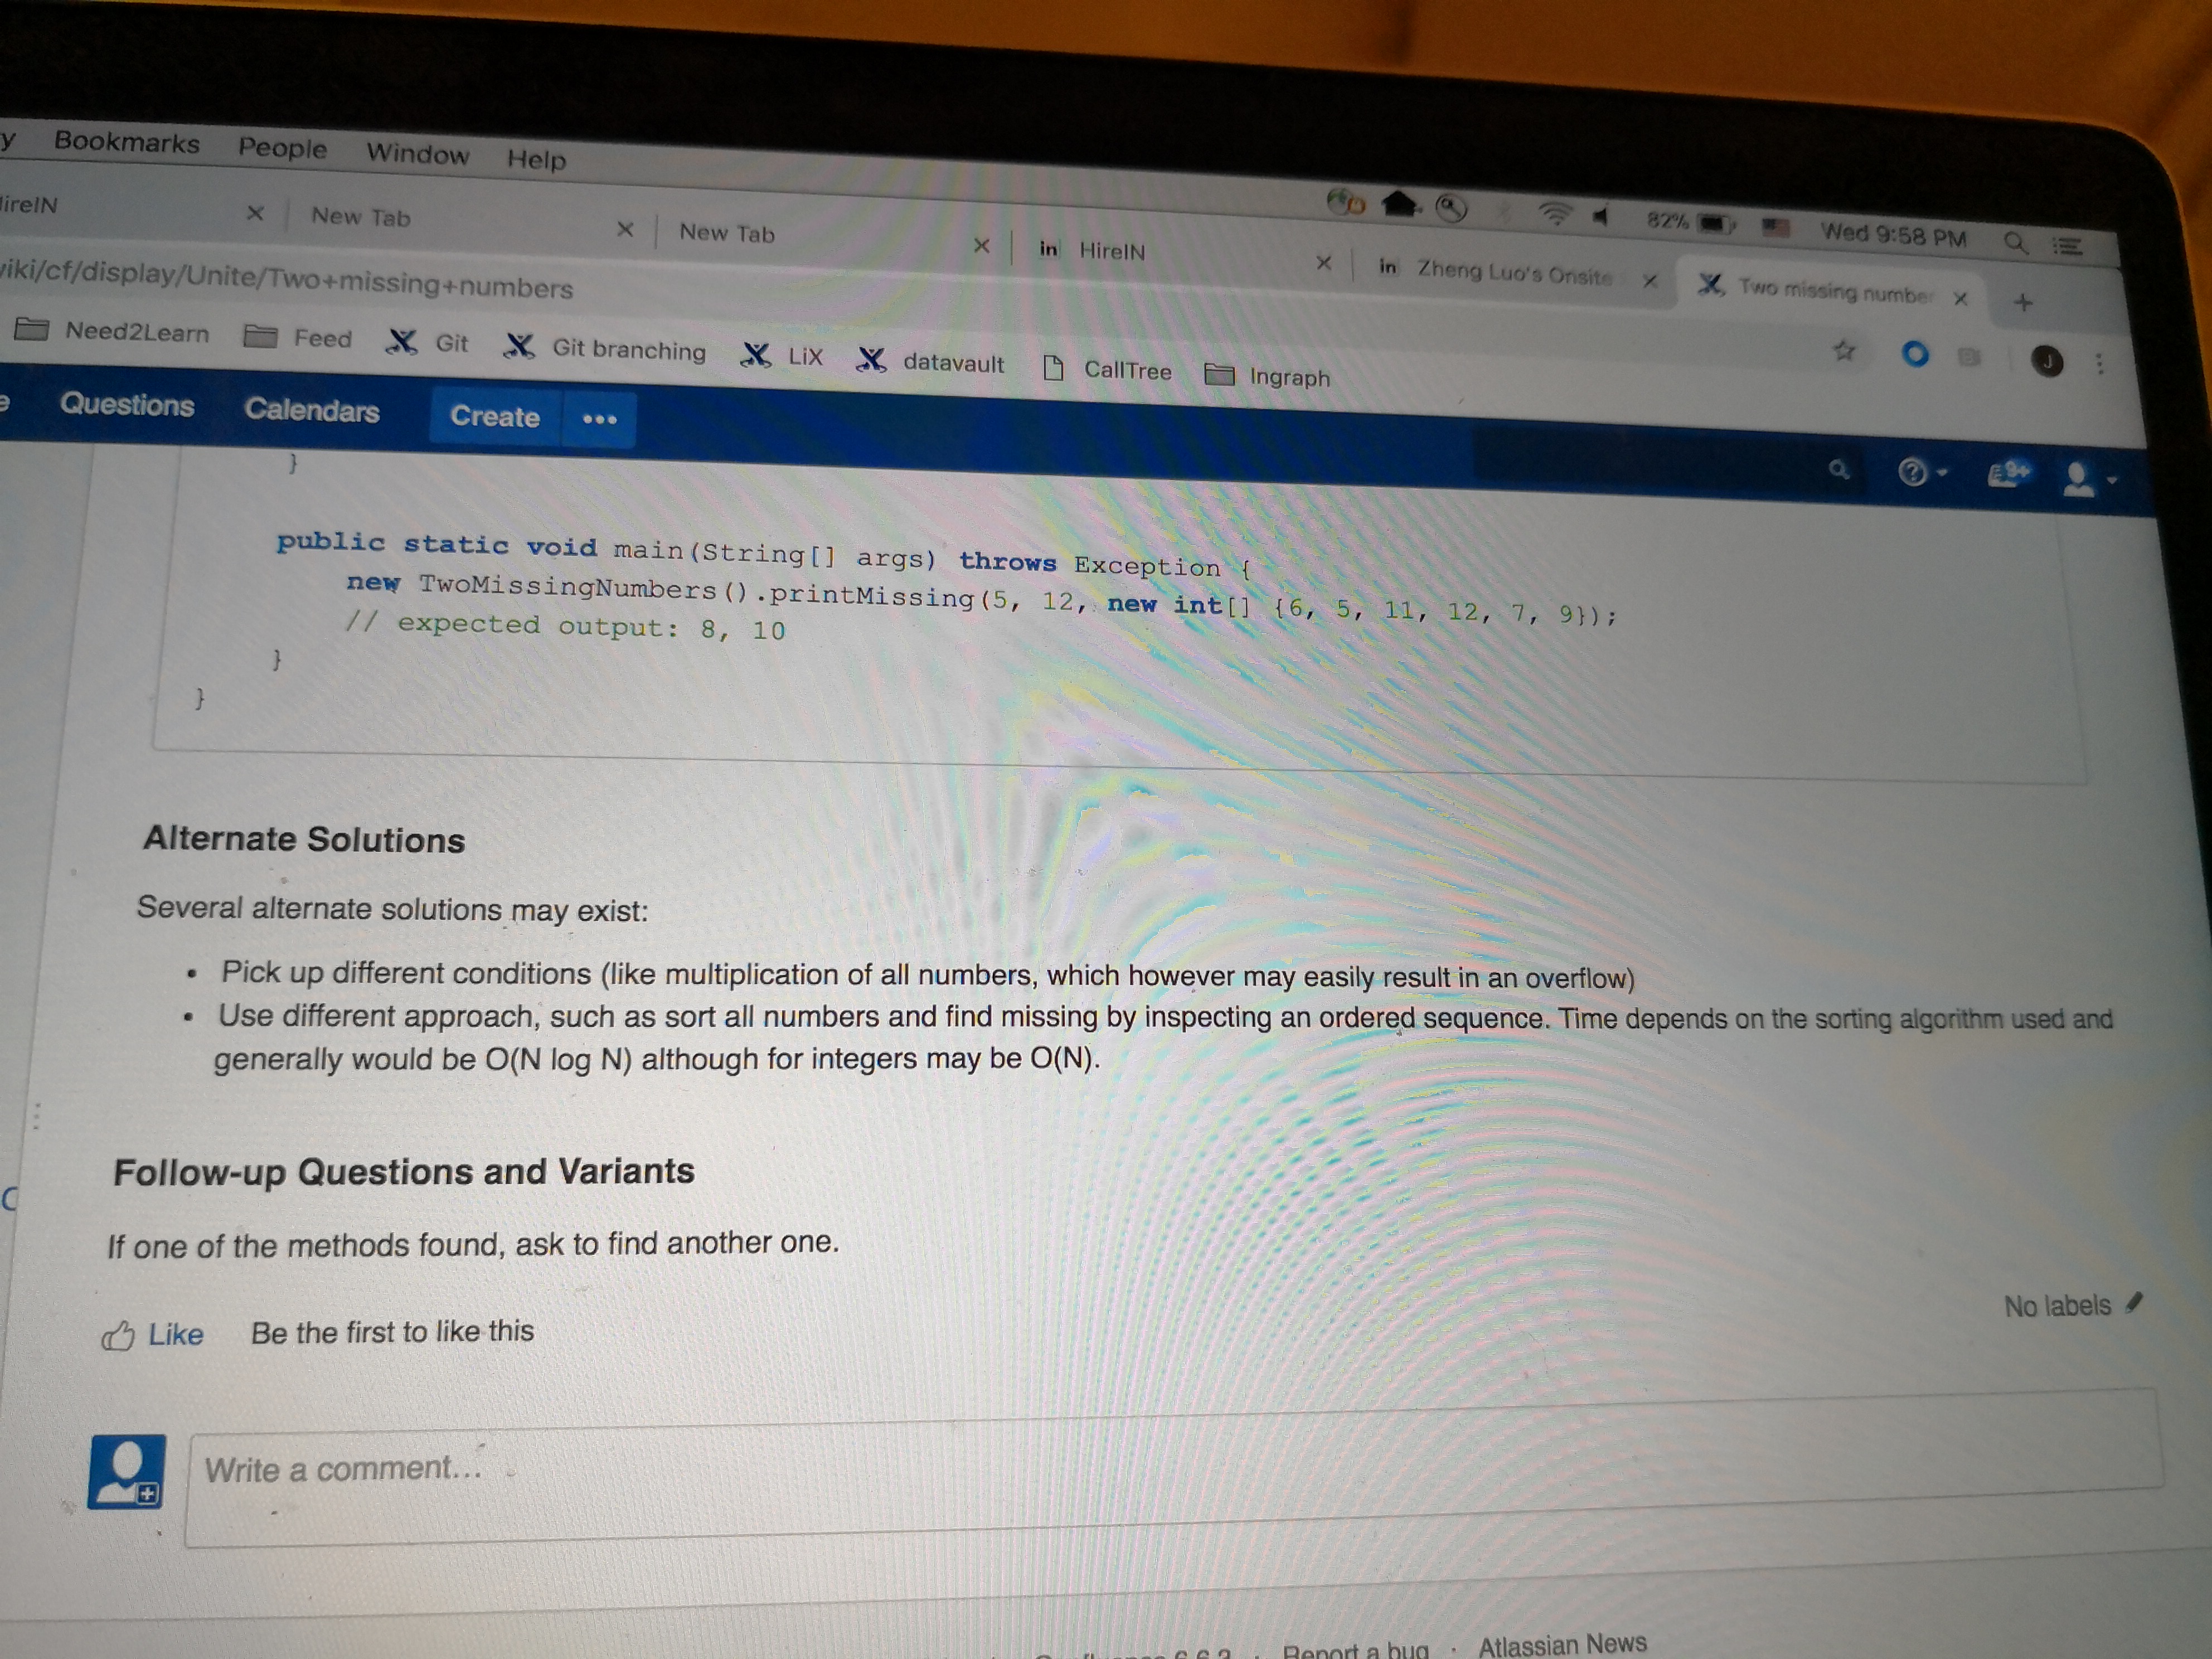 y Bookmarks People Window Help
82% Wed 9:58 PM
HireIN New Tab New Tab in HireIN in Zheng Luo's Onsite Two missing number
wiki/cf/display/Unite/Two+missing+numbers
Need2Learn Feed Git Git branching LiX datavault CallTree Ingraph J
e Questions Calendars Create ••• 9+
}
public static void main(String[] args) throws Exception {
new TwoMissingNumbers().printMissing(5, 12, new int[] {6, 5, 11, 12, 7, 9});
// expected output: 8, 10
}
}
Alternate Solutions
Several alternate solutions may exist:
• Pick up different conditions (like multiplication of all numbers, which however may easily result in an overflow)
• Use different approach, such as sort all numbers and find missing by inspecting an ordered sequence. Time depends on the sorting algorithm used and
generally would be O(N log N) although for integers may be O(N).
Follow-up Questions and Variants
If one of the methods found, ask to find another one.
Like Be the first to like this
No labels
Write a comment...
Report a bug · Atlassian News